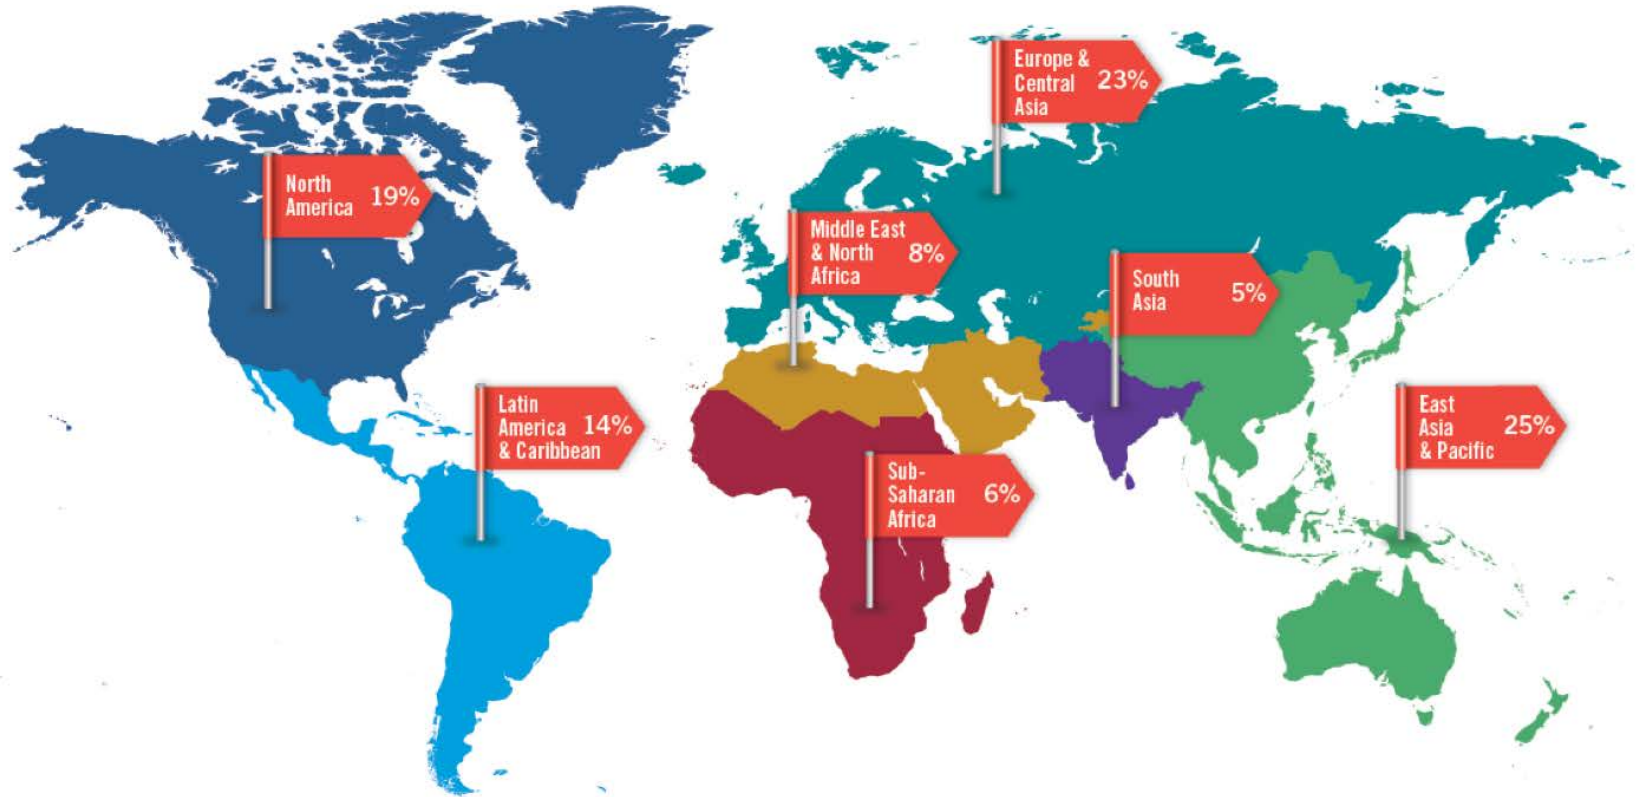 Europe &
Central 23%
Asia
North
America 19%
Middle East
& North 8%
Africa
South
Asia 5%
Latin
America 14%
& Caribbean
East
Asia 25%
& Pacific
Sub-
Saharan 6%
Africa